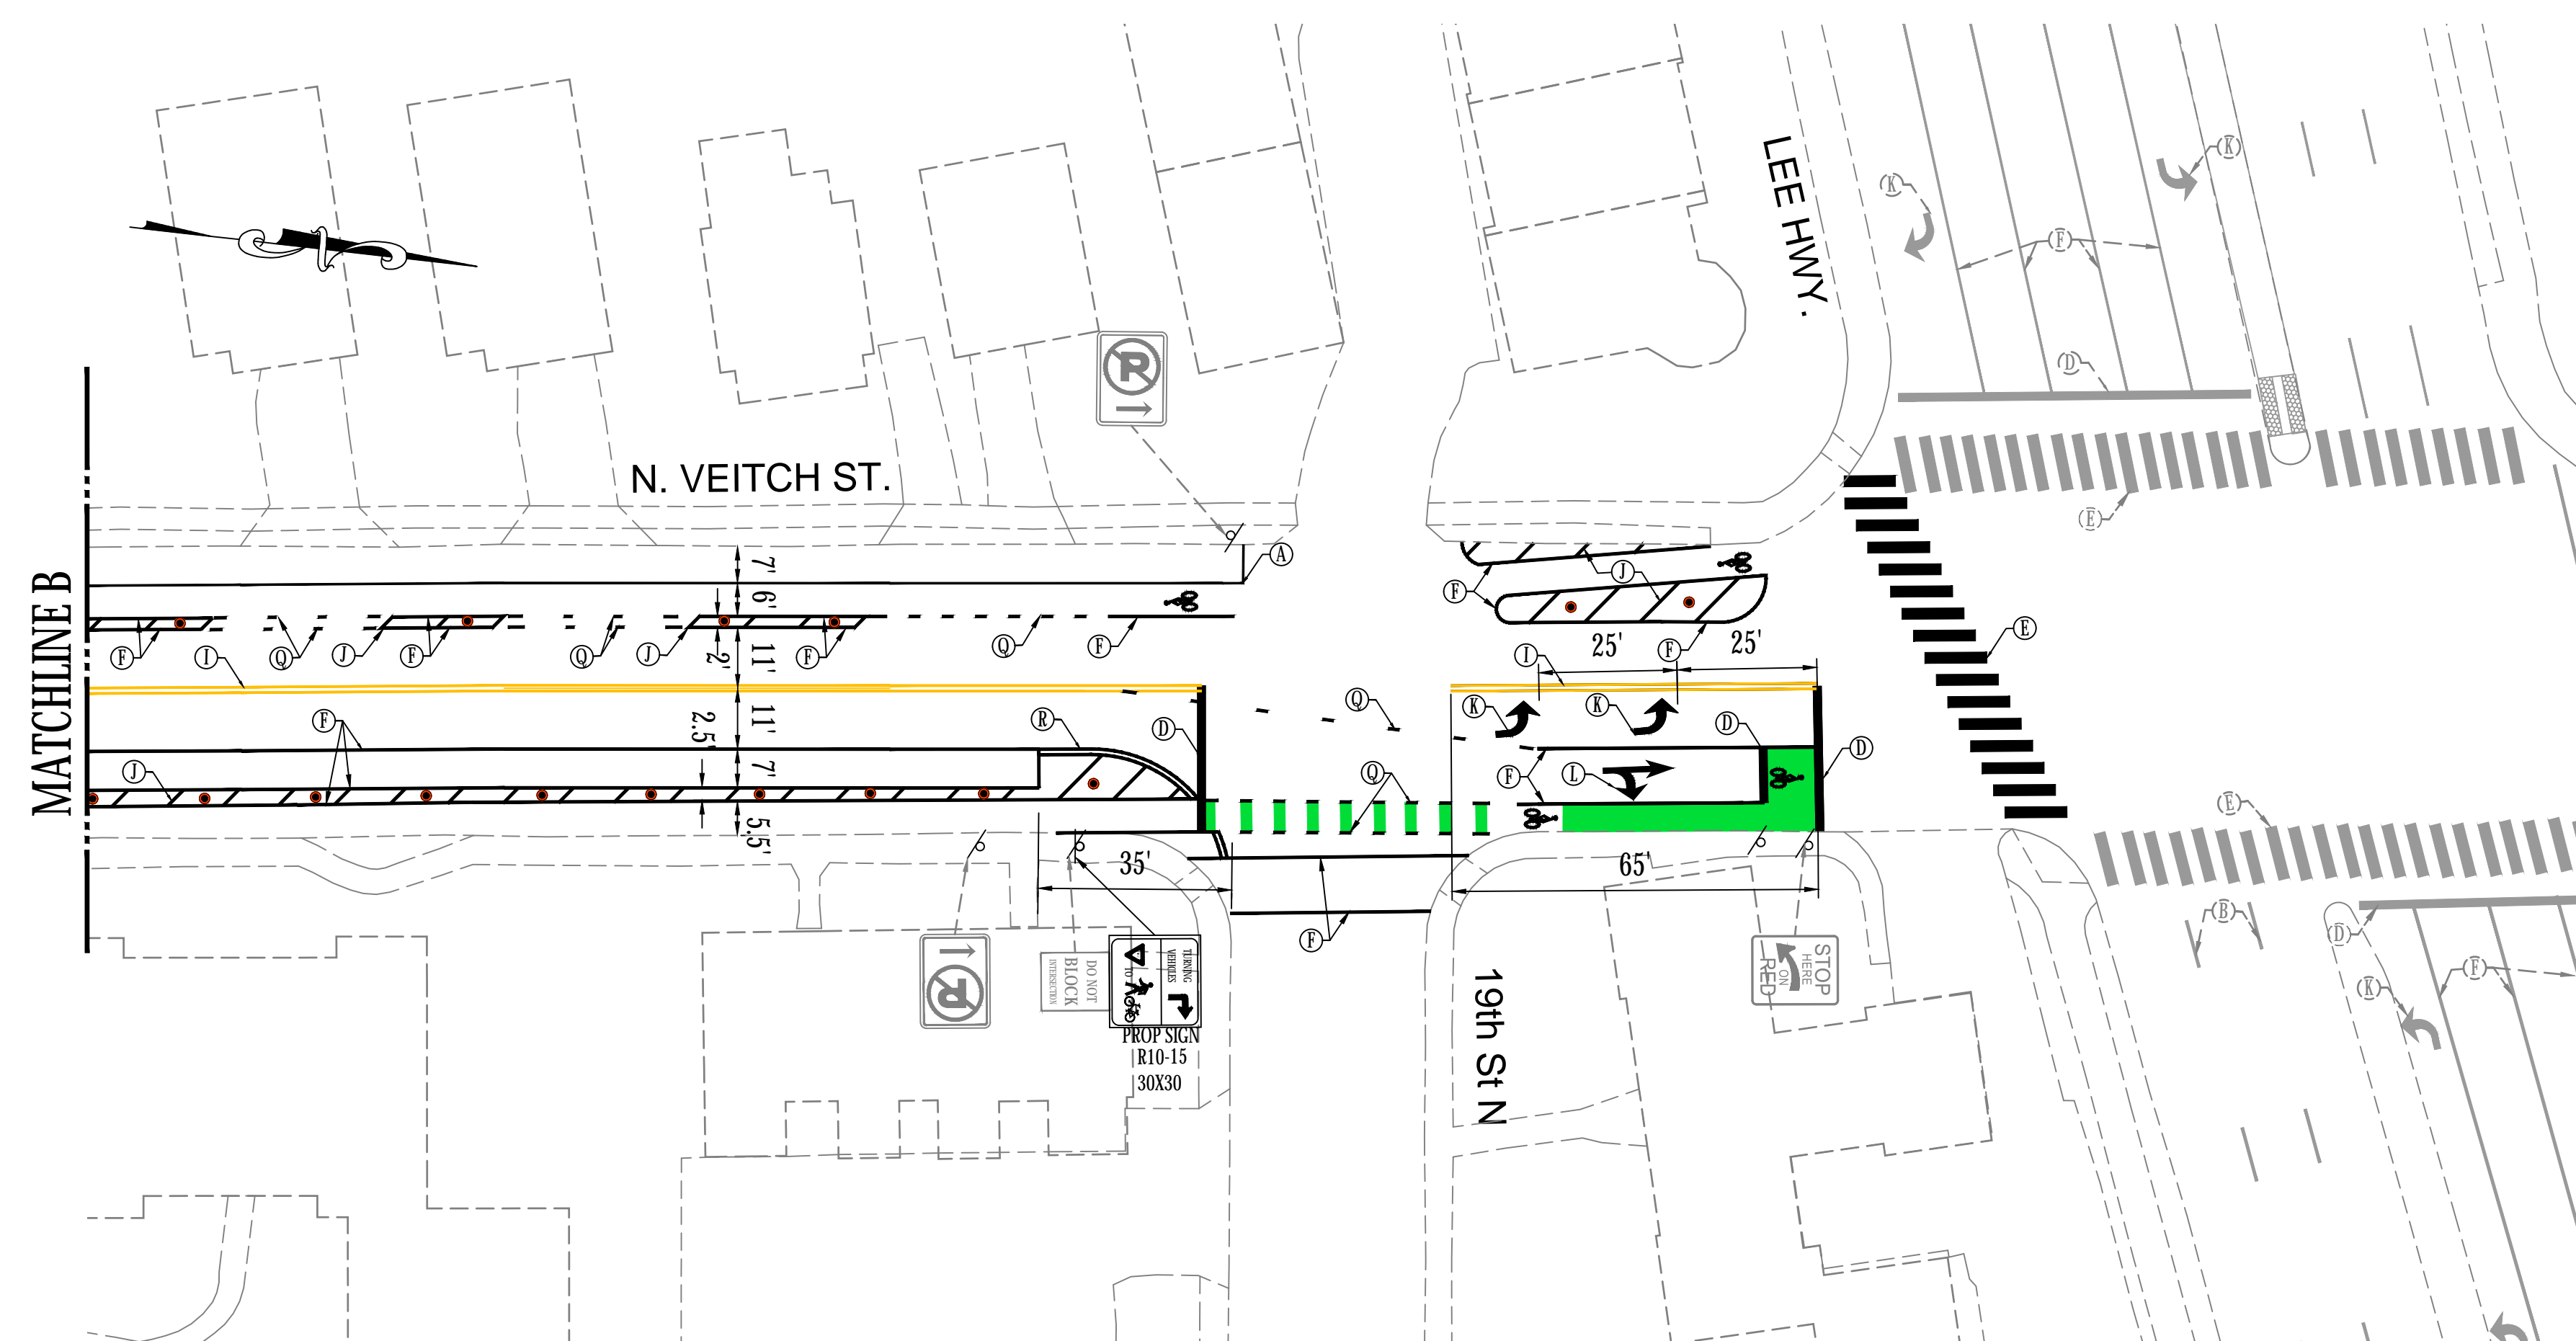 LEE HWY.
K
K
F
D
E
P
N. VEITCH ST.
MATCHLINE B
7'
6'
11'
2'
11'
2.5'
7'
5.5'
A
F
I
Q
J
F
Q
J
F
Q
F
F
J
F
25'
25'
I
E
F
R
D
Q
K
K
D
D
J
Q
F
L
35'
65'
F
P
DO NOT
BLOCK
INTERSECTION
TURNING
VEHICLES
TO
PROP SIGN
R10-15
30X30
19th St N
STOP
HERE
ON
RED
E
B
D
F
K